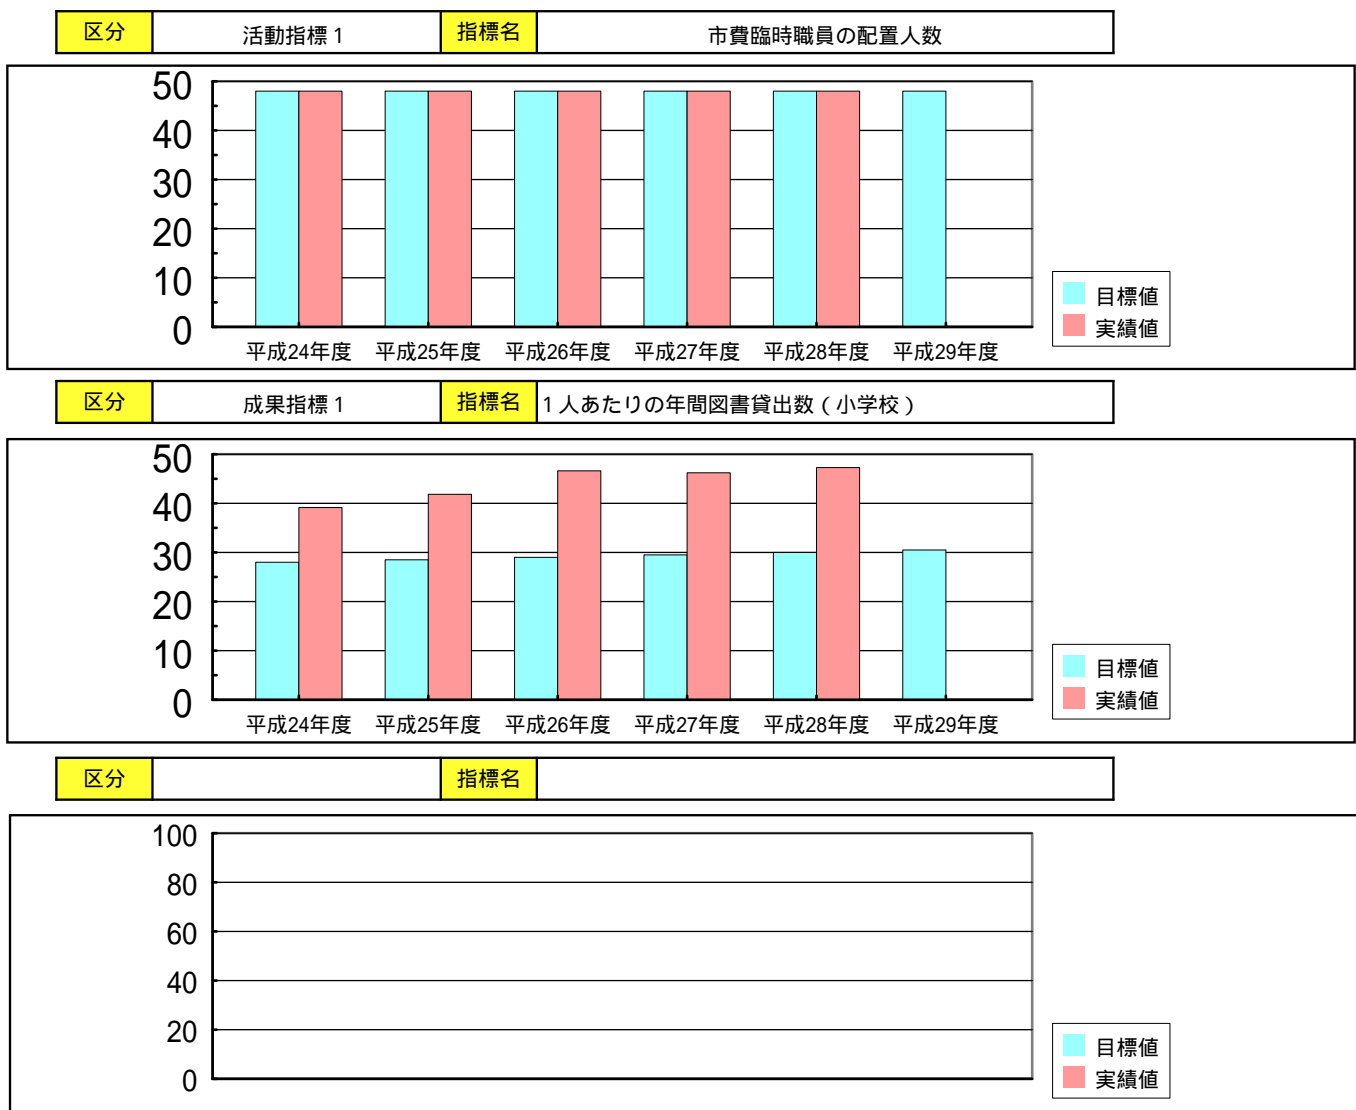 区分 活動指標１ 指標名 市費臨時職員の配置人数
50
40
30
20
10
0
平成24年度 平成25年度 平成26年度 平成27年度 平成28年度 平成29年度
目標値
実績値
区分 成果指標１ 指標名 １人あたりの年間図書貸出数（小学校）
50
40
30
20
10
0
平成24年度 平成25年度 平成26年度 平成27年度 平成28年度 平成29年度
目標値
実績値
区分 指標名
100
80
60
40
20
0
目標値
実績値